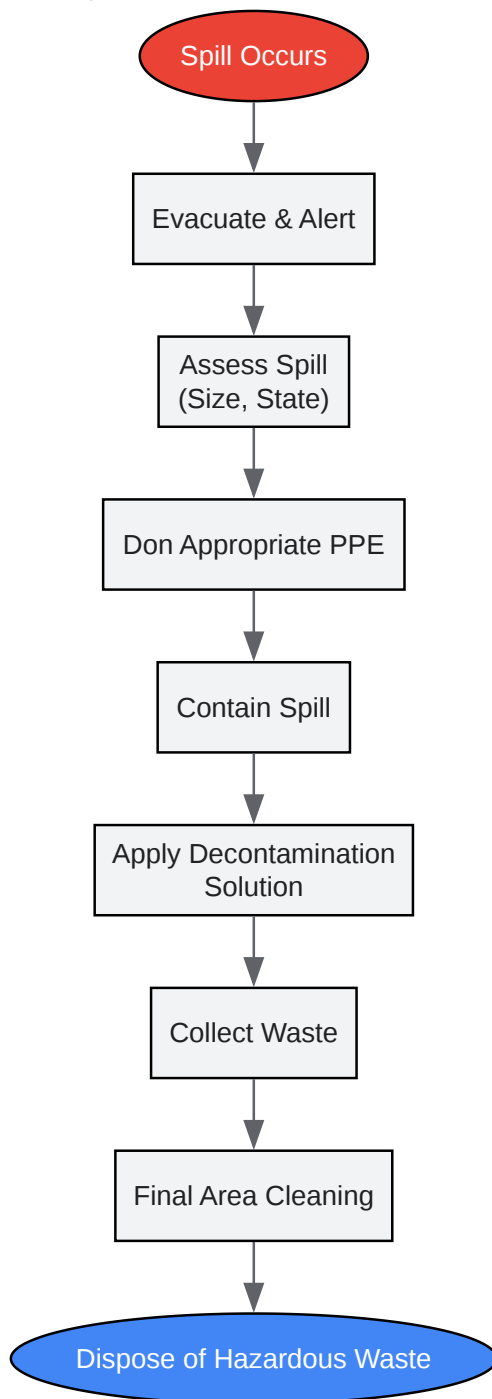 Spill Occurs
Evacuate & Alert
Assess Spill
(Size, State)
Don Appropriate PPE
Contain Spill
Apply Decontamination
Solution
Collect Waste
Final Area Cleaning
Dispose of Hazardous Waste